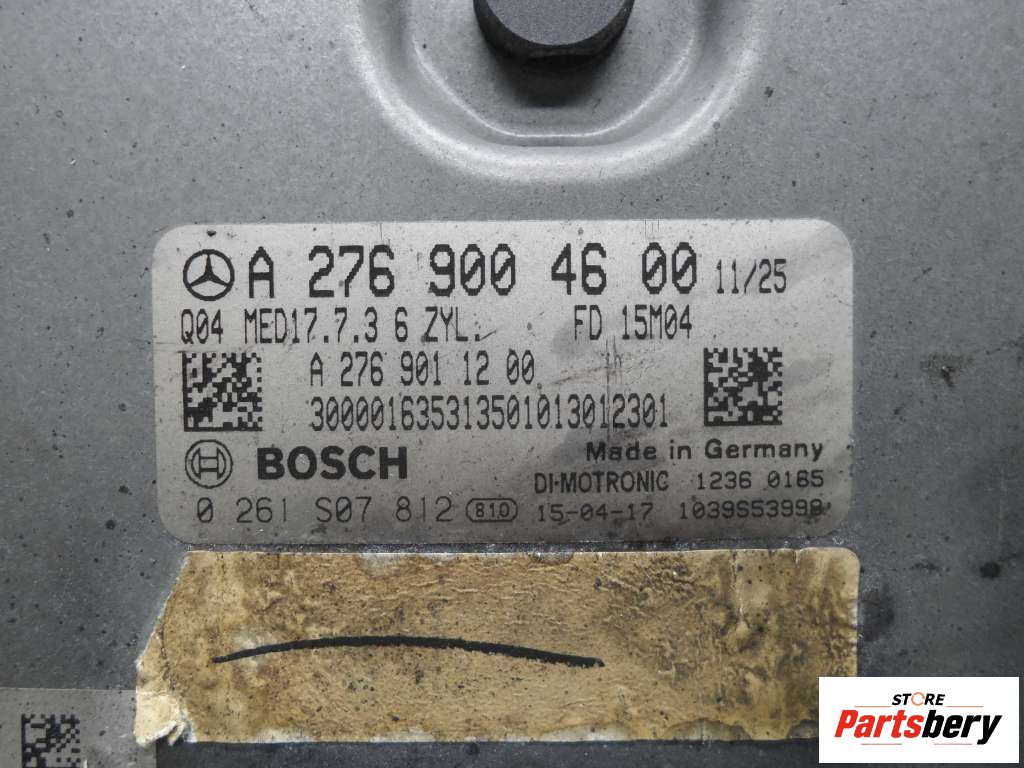 A 276 900 46 00 11/25
Q04 MED17.7.3 6 ZYL. FD 15M04
A 276 901 12 00
300001635313501013012301
BOSCH Made in Germany
DI-MOTRONIC 1236 0165
0 261 S07 812 810 15-04-17 1039S53998
STORE
Partsbery